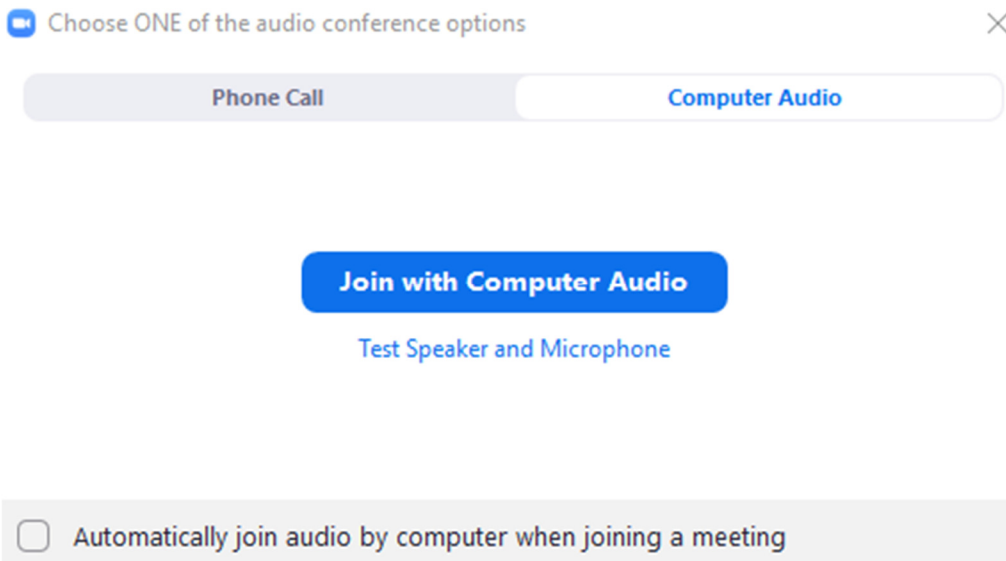 Choose ONE of the audio conference options
Phone Call Computer Audio
Join with Computer Audio
Test Speaker and Microphone
Automatically join audio by computer when joining a meeting